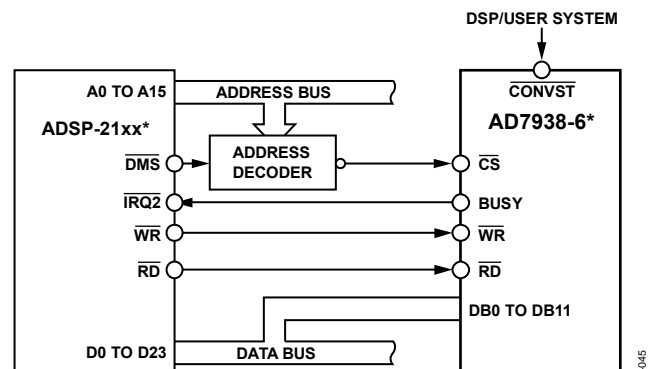 DSP/USER SYSTEM
A0 TO A15
ADDRESS BUS
CONVST
ADSP-21xx*
AD7938-6*
DMS
ADDRESS
DECODER
CS
IRQ2
BUSY
WR
WR
RD
RD
DB0 TO DB11
D0 TO D23
DATA BUS
-045